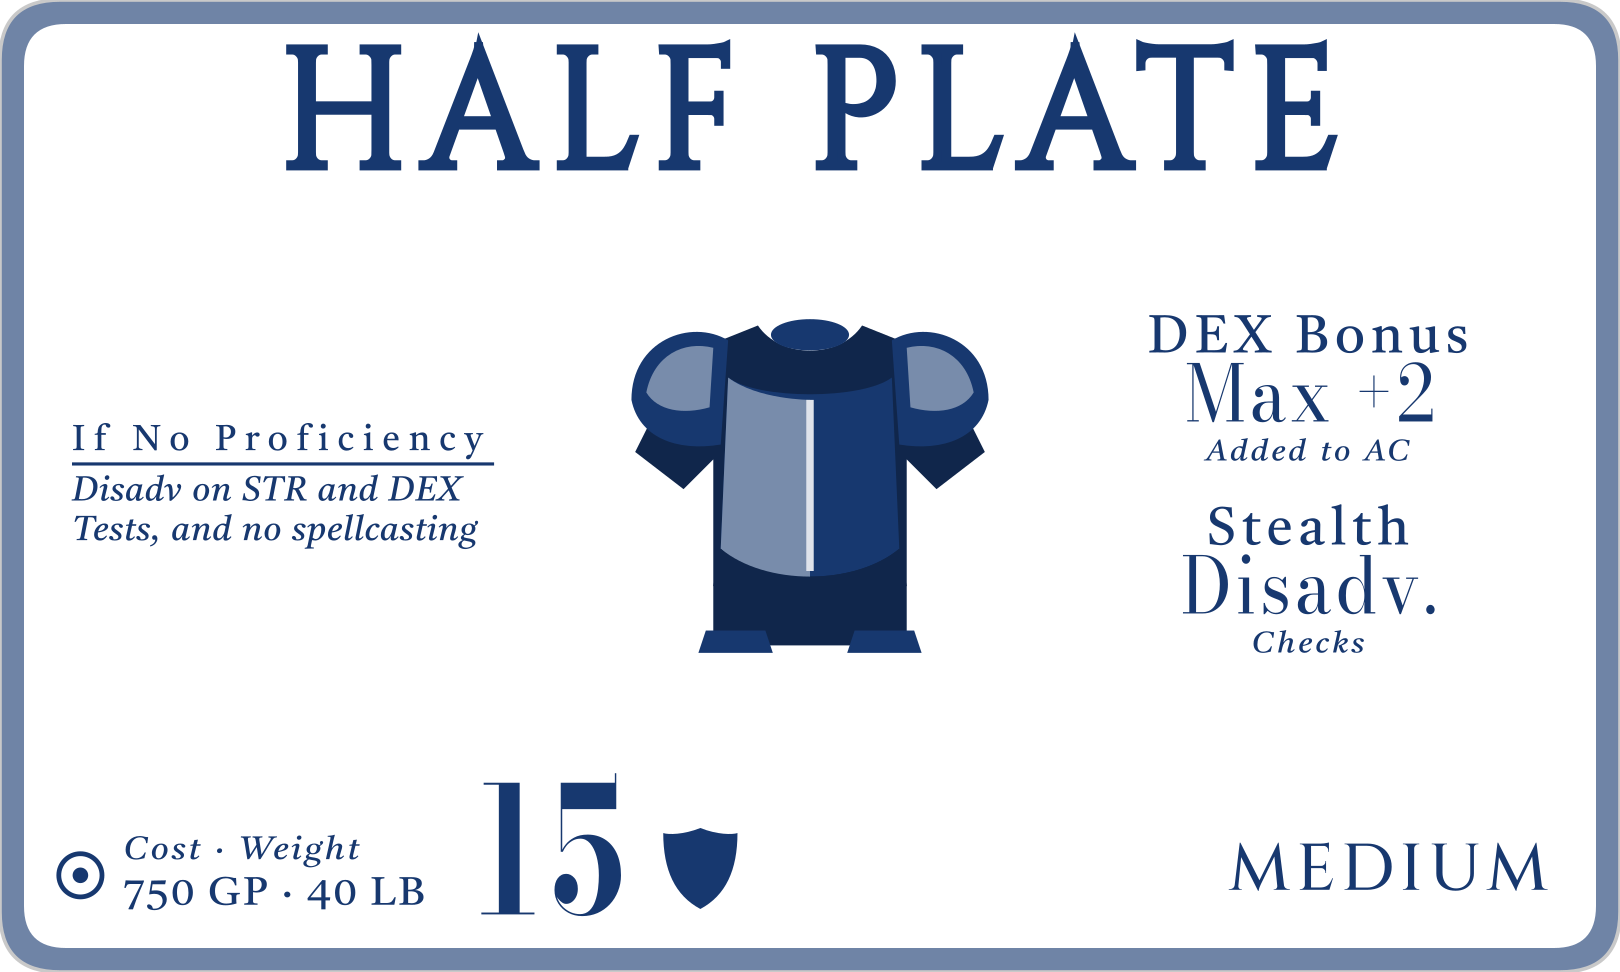 HALF PLATE
If No Proficiency
Disadv on STR and DEX
Tests, and no spellcasting
DEX Bonus
Max +2
Added to AC
Stealth
Disadv.
Checks
Cost · Weight
750 GP · 40 LB
15
MEDIUM